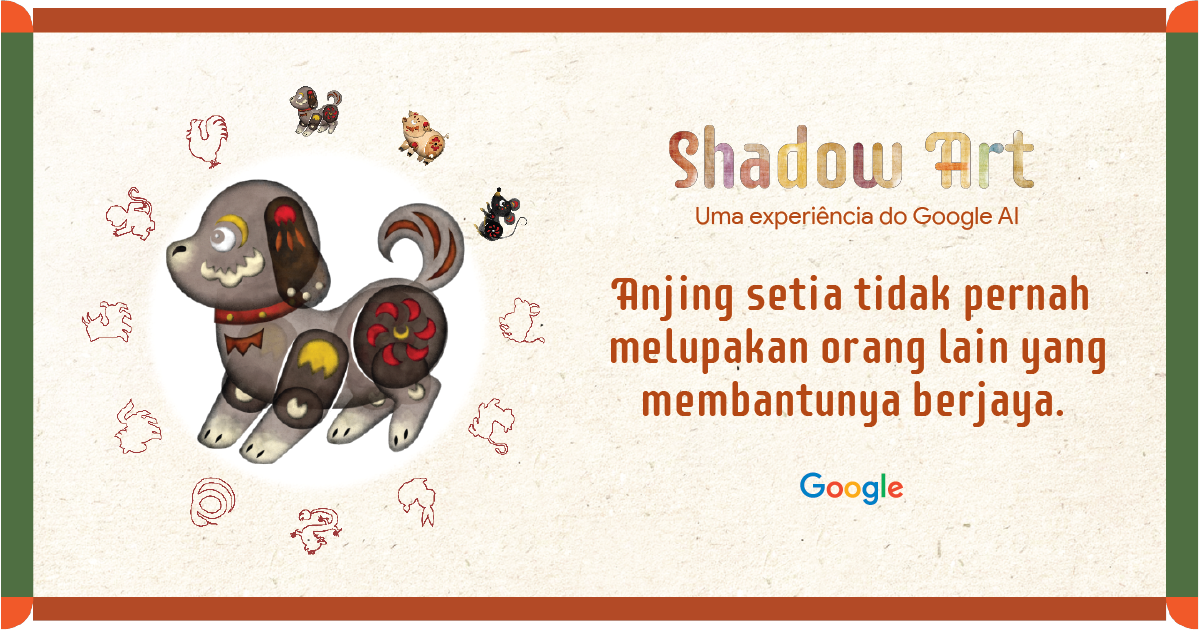 Shadow Art
Uma experiência do Google AI
Anjing setia tidak pernah
melupakan orang lain yang
membantunya berjaya.
Google